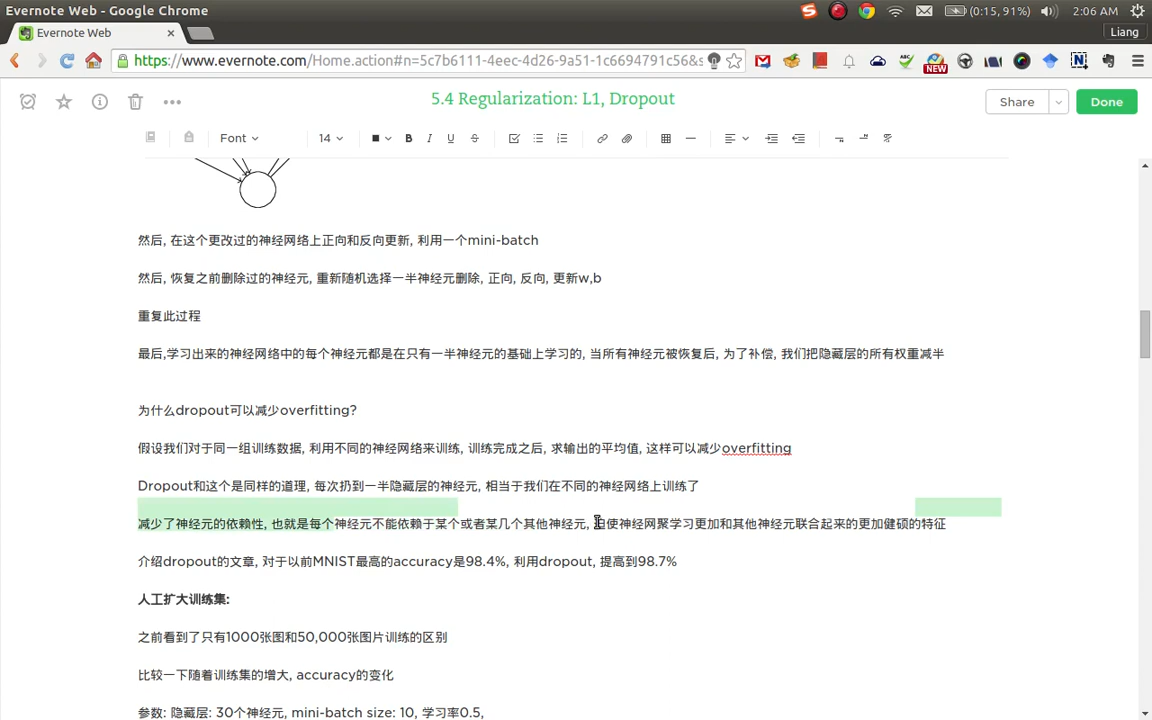 Evernote Web - Google Chrome
(0:15, 91%)
2:06 AM
Evernote Web
Liang
https://www.evernote.com/Home.action#n=5c7b6111-4eec-4d26-9a51-1c6694791c56&s
NEW
5.4 Regularization: L1, Dropout
Share
Done
Font
14
然后, 在这个更改过的神经网络上正向和反向更新, 利用一个mini-batch
然后, 恢复之前删除过的神经元, 重新随机选择一半神经元删除, 正向, 反向, 更新w,b
重复此过程
最后,学习出来的神经网络中的每个神经元都是在只有一半神经元的基础上学习的, 当所有神经元被恢复后, 为了补偿, 我们把隐藏层的所有权重减半
为什么dropout可以减少overfitting?
假设我们对于同一组训练数据, 利用不同的神经网络来训练, 训练完成之后, 求输出的平均值, 这样可以减少overfitting
Dropout和这个是同样的道理, 每次扔到一半隐藏层的神经元, 相当于我们在不同的神经网络上训练了
减少了神经元的依赖性, 也就是每个神经元不能依赖于某个或者某几个其他神经元, 迫使神经网聚学习更加和其他神经元联合起来的更加健硕的特征
介绍dropout的文章, 对于以前MNIST最高的accuracy是98.4%, 利用dropout, 提高到98.7%
人工扩大训练集:
之前看到了只有1000张图和50,000张图片训练的区别
比较一下随着训练集的增大, accuracy的变化
参数: 隐藏层: 30个神经元, mini-batch size: 10, 学习率0.5,